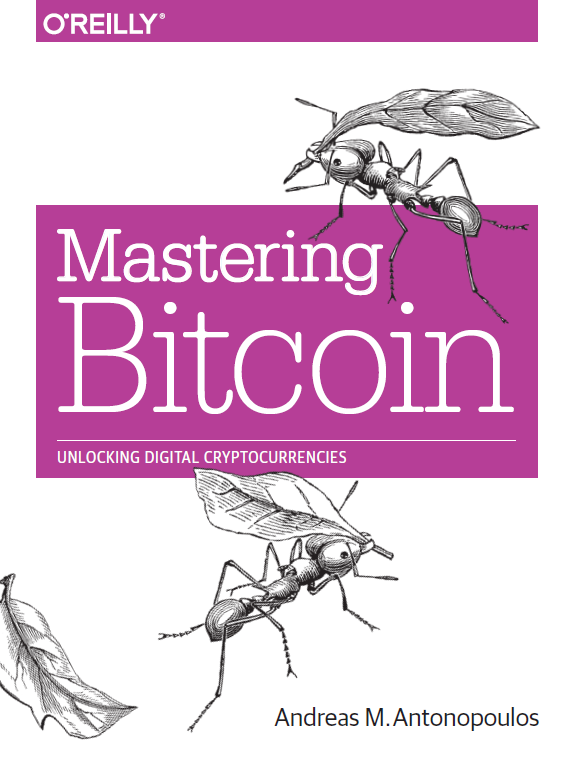 O'REILLY®
Mastering
Bitcoin
UNLOCKING DIGITAL CRYPTOCURRENCIES
Andreas M. Antonopoulos